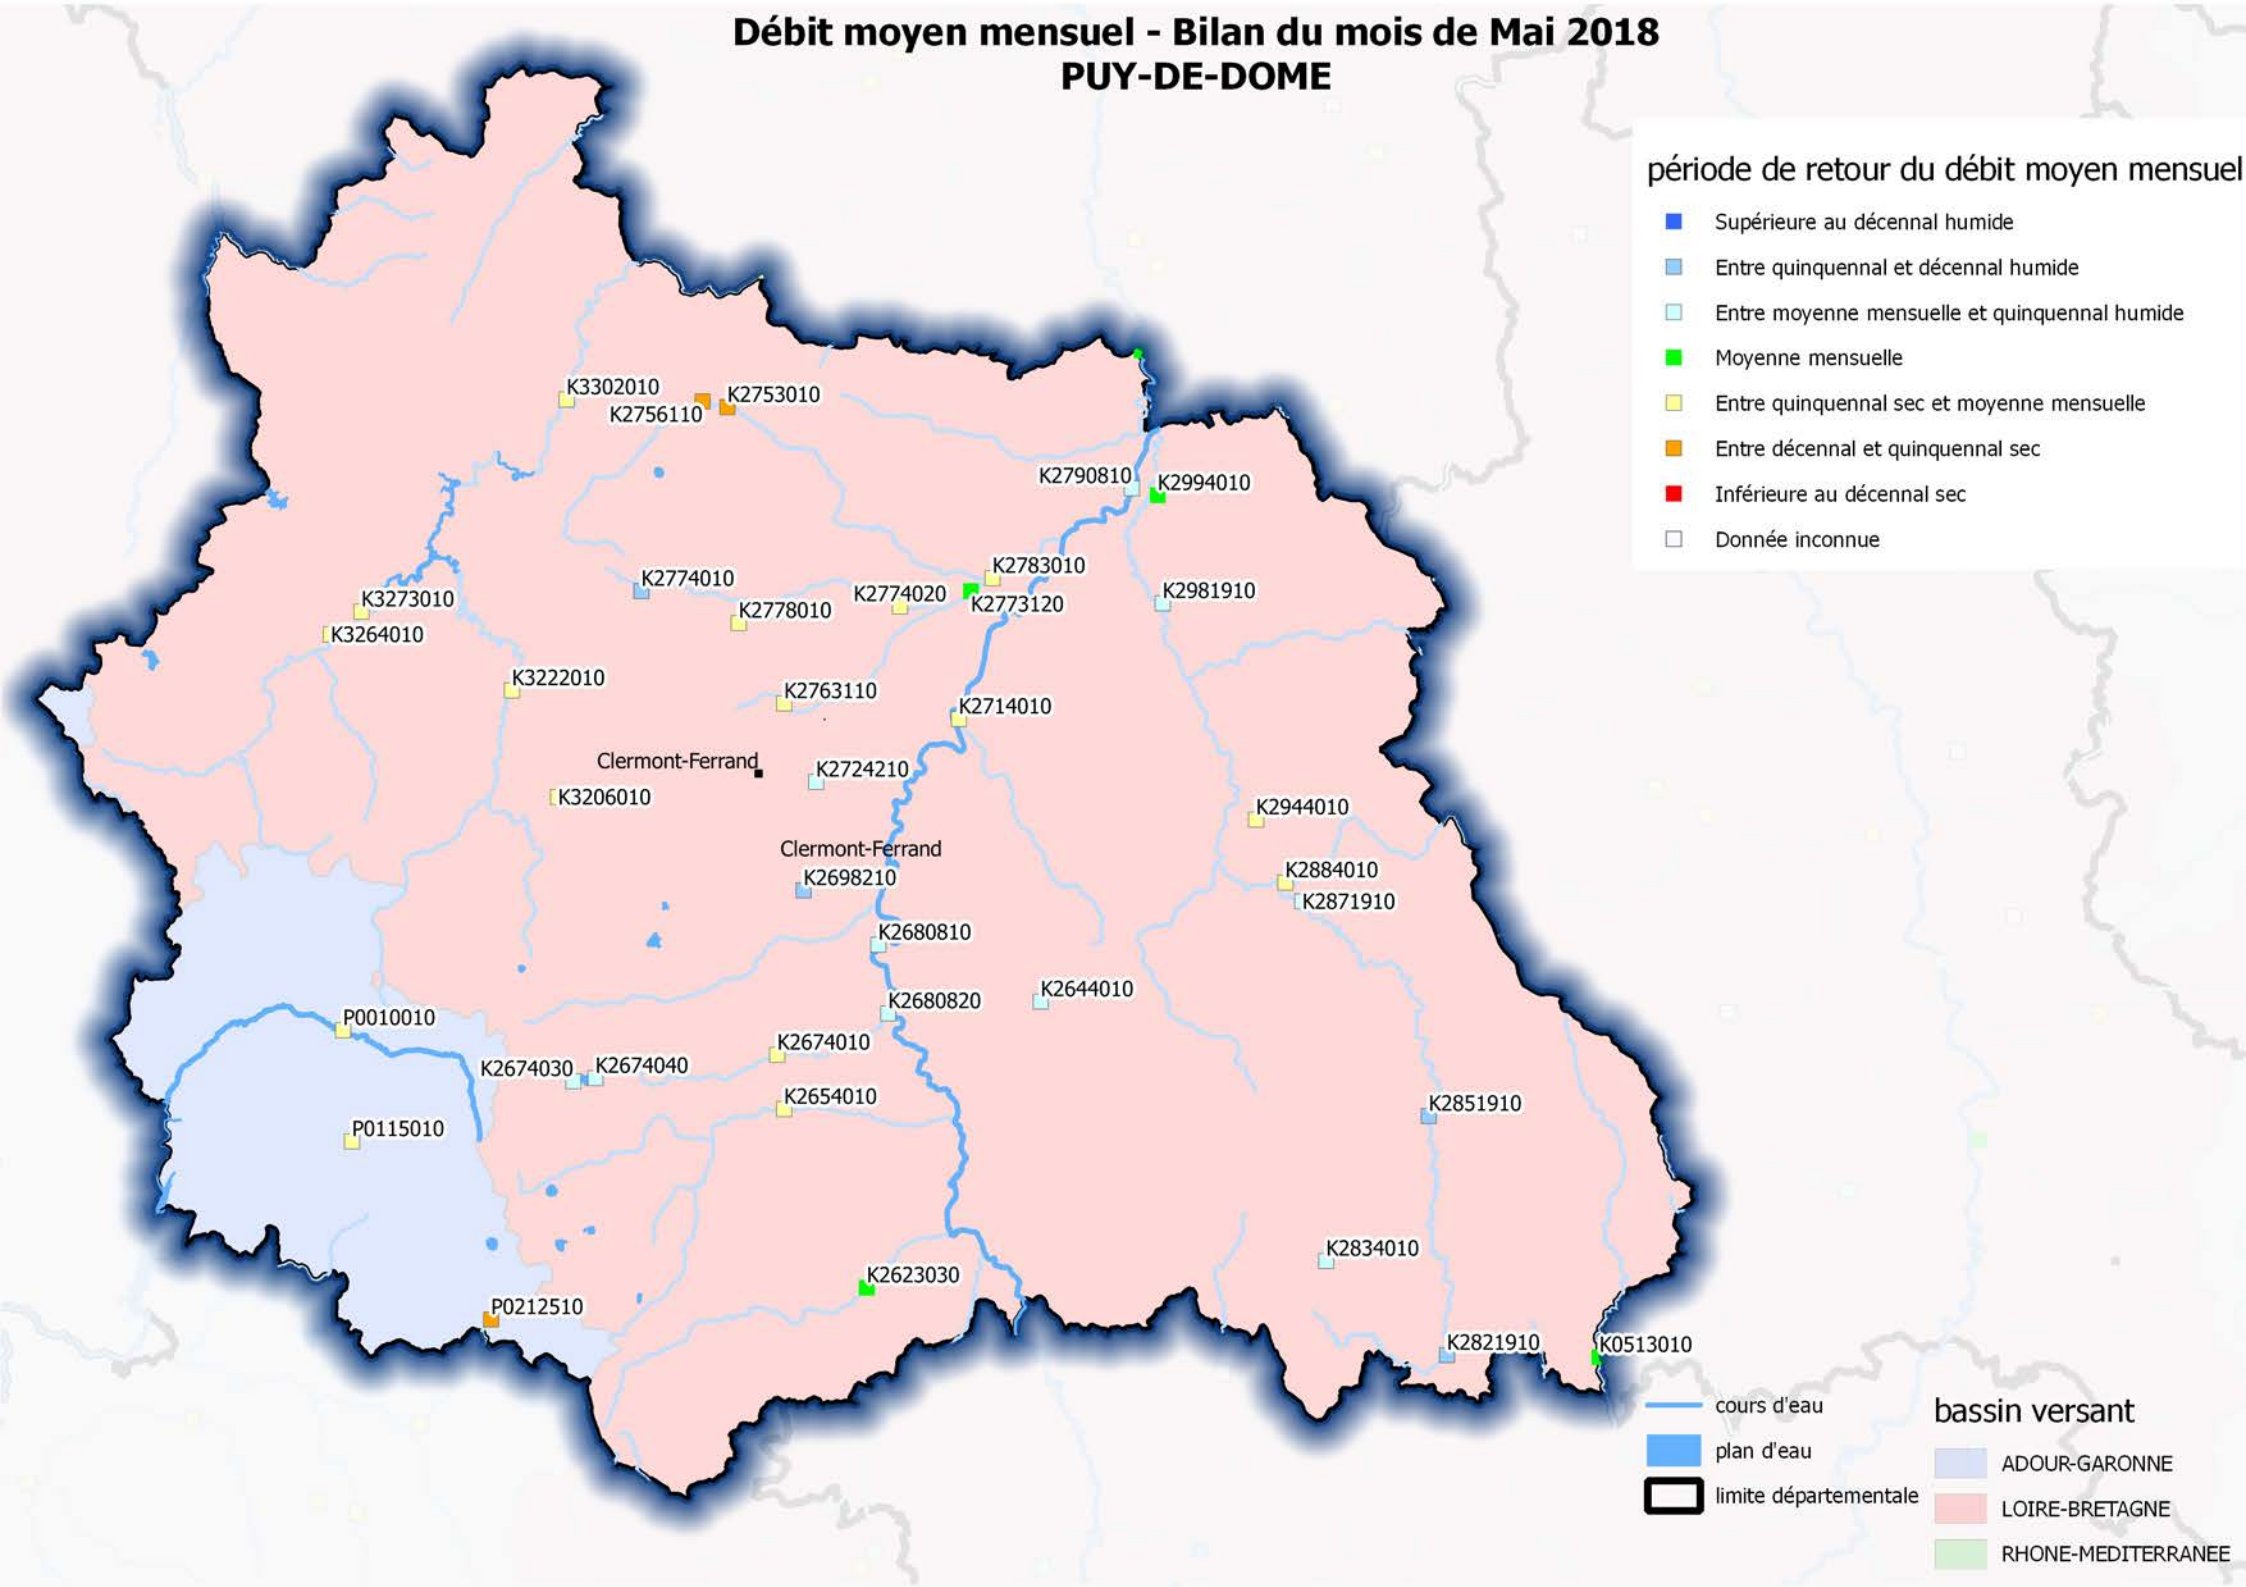 Débit moyen mensuel - Bilan du mois de Mai 2018
PUY-DE-DOME
période de retour du débit moyen mensuel
Supérieure au décennal humide
Entre quinquennal et décennal humide
Entre moyenne mensuelle et quinquennal humide
Moyenne mensuelle
Entre quinquennal sec et moyenne mensuelle
Entre décennal et quinquennal sec
Inférieure au décennal sec
Donnée inconnue
K3302010
K2753010
K2756110
K2790810
K2994010
K2783010
K2774010
K2774020
K2981910
K3273010
K2773120
K2778010
K3264010
K3222010
K2763110
K2714010
Clermont-Ferrand
K2724210
K3206010
K2944010
Clermont-Ferrand
K2884010
K2698210
K2871910
K2680810
K2644010
K2680820
P0010010
K2674010
K2674030
K2674040
K2654010
K2851910
P0115010
K2834010
K2623030
P0212510
K2821910
K0513010
cours d'eau
plan d'eau
limite départementale
bassin versant
ADOUR-GARONNE
LOIRE-BRETAGNE
RHONE-MEDITERRANEE